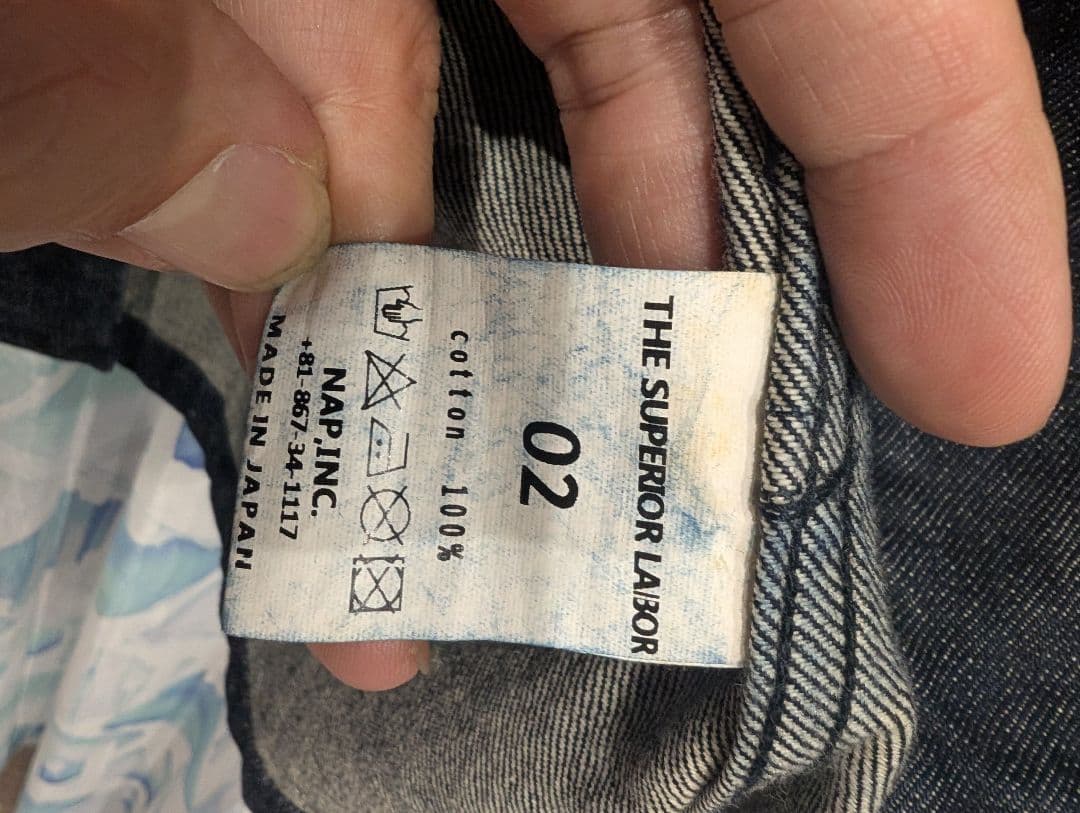 THE SUPERIOR LABOR
02
cotton 100%
NAP,INC.
+81-867-34-1117
MADE IN JAPAN